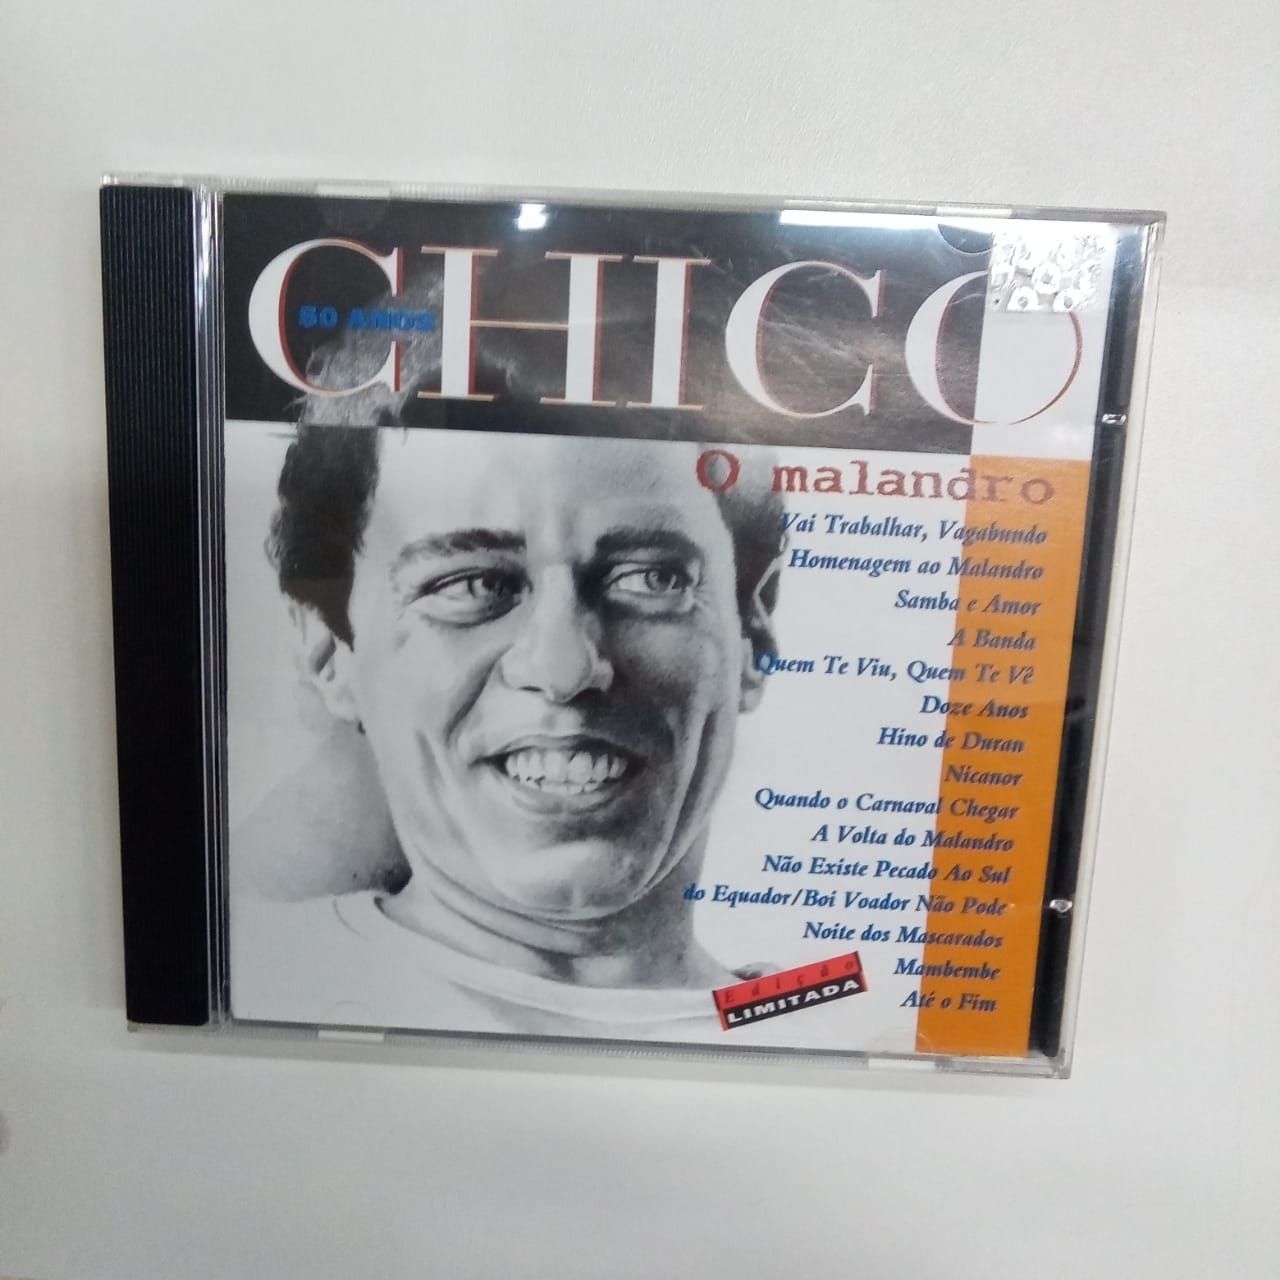 CHICO
50 ANOS
O malandro
Vai Trabalhar, Vagabundo
Homenagem ao Malandro
Samba e Amor
A Banda
Quem Te Viu, Quem Te Vê
Doze Anos
Hino de Duran
Nicanor
Quando o Carnaval Chegar
A Volta do Malandro
Não Existe Pecado Ao Sul
do Equador/Boi Voador Não Pode
Noite dos Mascarados
Mambembe
Até o Fim
Edição
LIMITADA